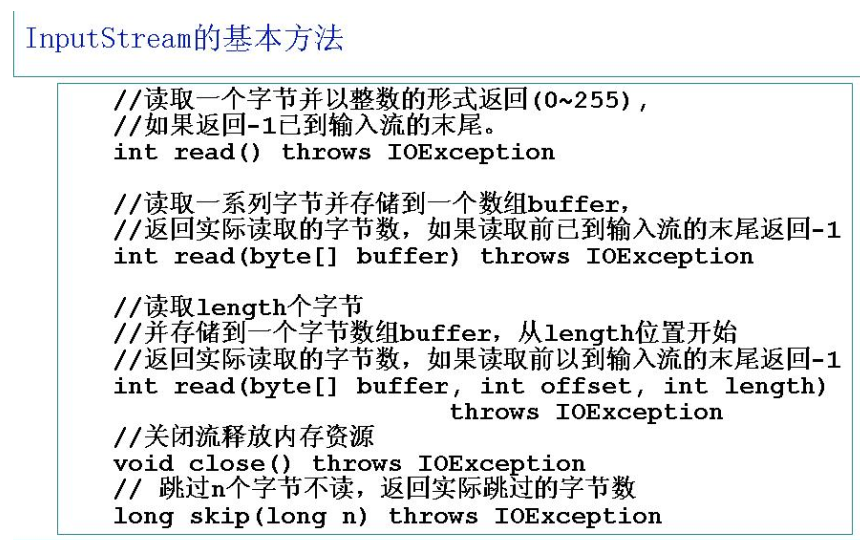 InputStream的基本方法
//读取一个字节并以整数的形式返回(0~255),
//如果返回-1已到输入流的末尾。
int read() throws IOException
//读取一系列字节并存储到一个数组buffer,
//返回实际读取的字节数，如果读取前已到输入流的末尾返回-1
int read(byte[] buffer) throws IOException
//读取length个字节
//并存储到一个字节数组buffer，从length位置开始
//返回实际读取的字节数，如果读取前以到输入流的末尾返回-1
int read(byte[] buffer, int offset, int length)
throws IOException
//关闭流释放内存资源
void close() throws IOException
// 跳过n个字节不读，返回实际跳过的字节数
long skip(long n) throws IOException